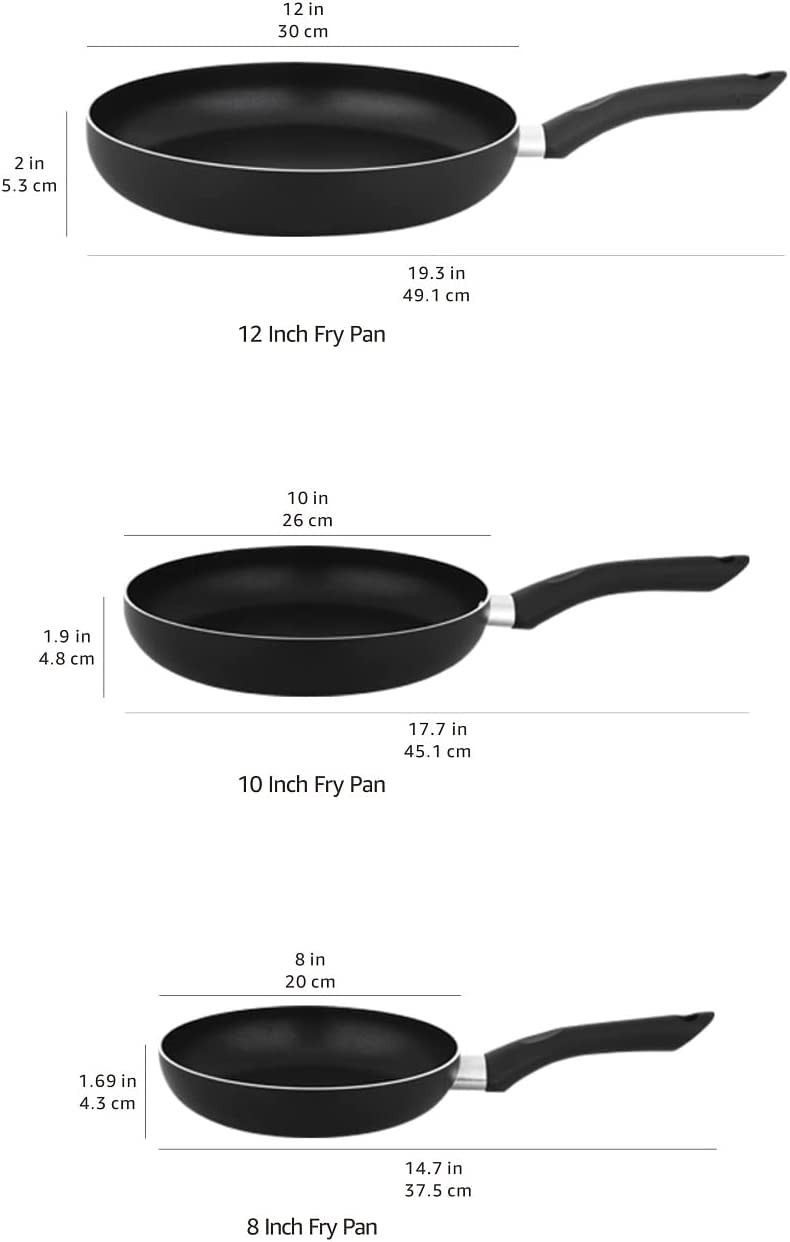 12 in
30 cm
2 in
5.3 cm
19.3 in
49.1 cm
12 Inch Fry Pan
10 in
26 cm
1.9 in
4.8 cm
17.7 in
45.1 cm
10 Inch Fry Pan
8 in
20 cm
1.69 in
4.3 cm
14.7 in
37.5 cm
8 Inch Fry Pan